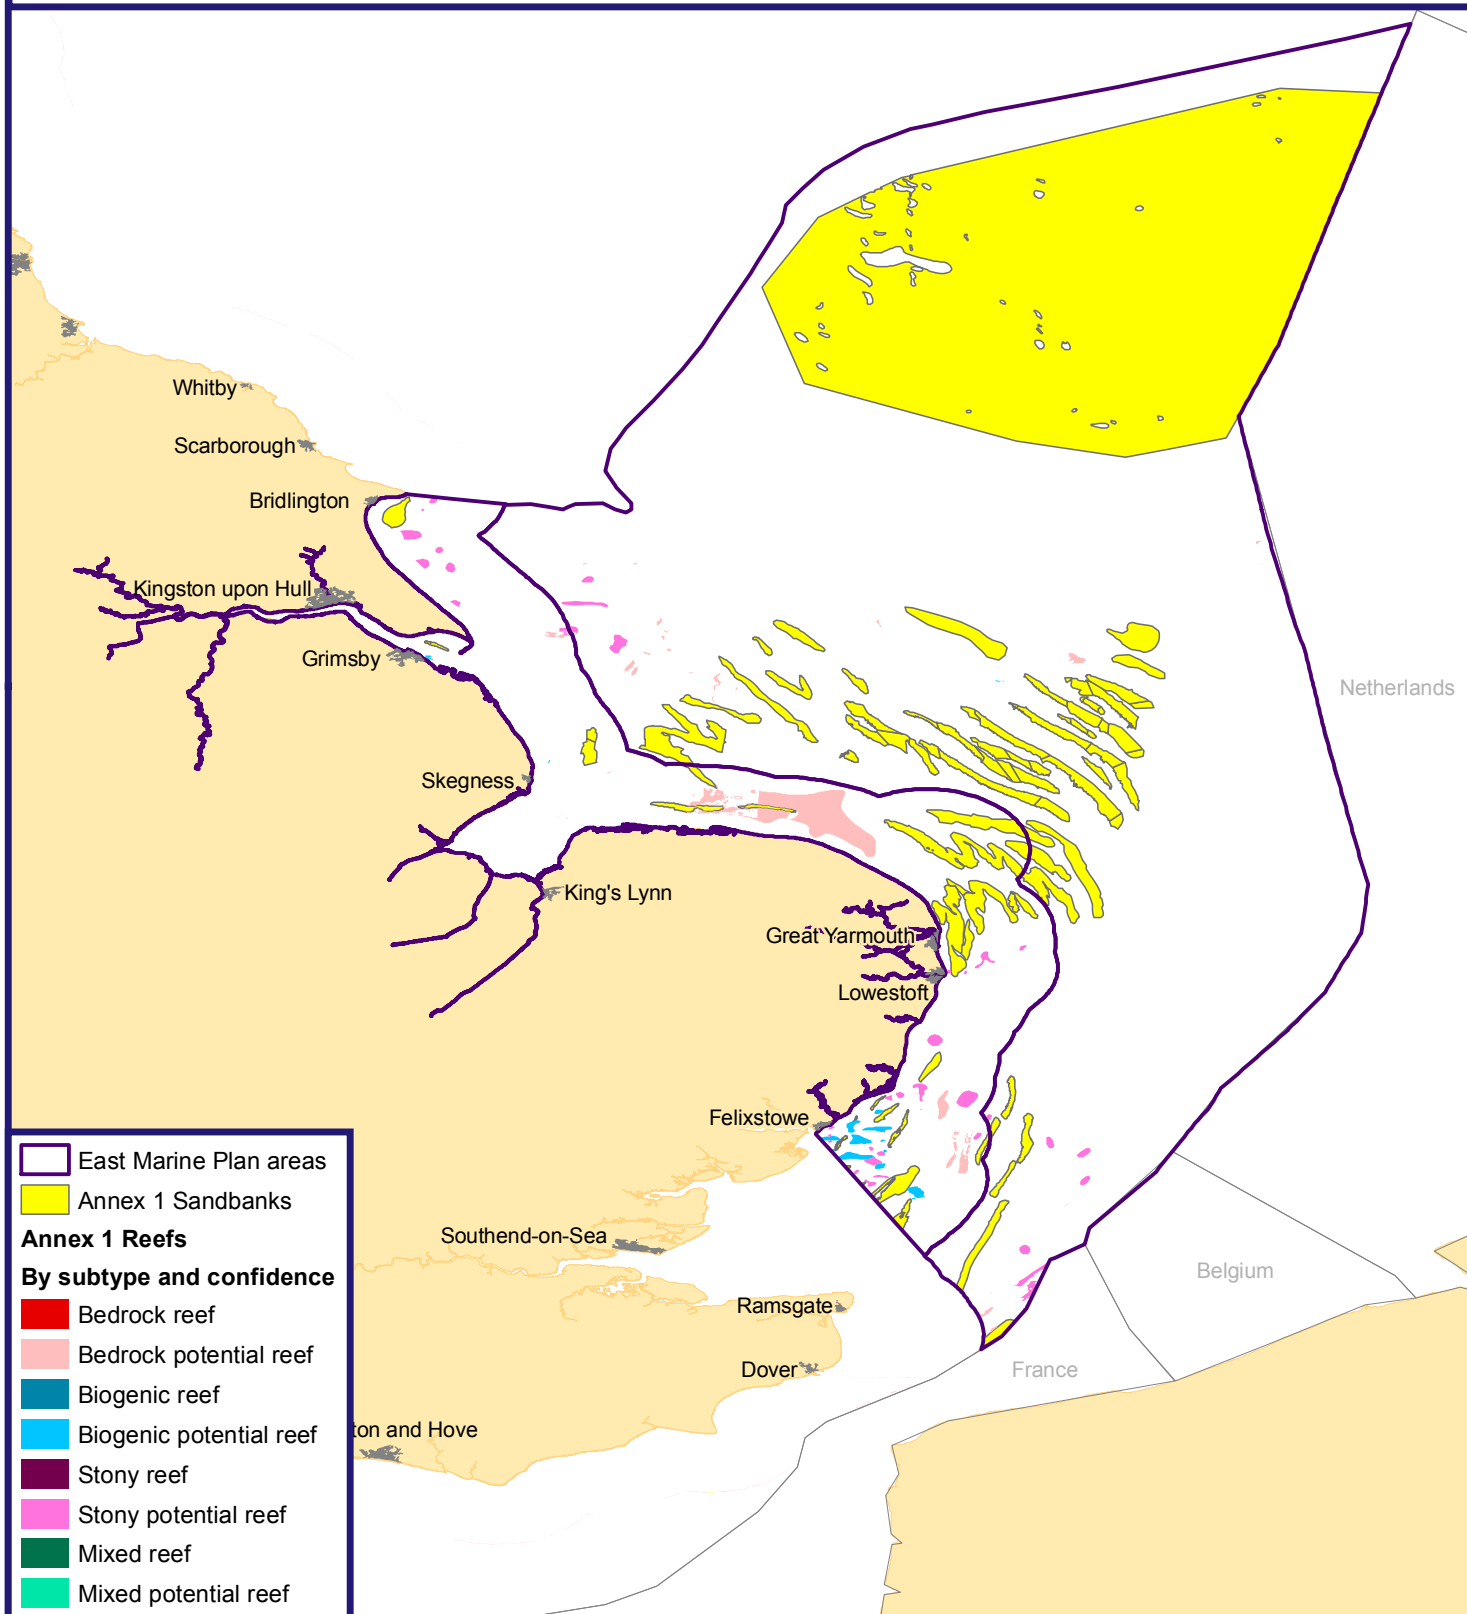 Whitby
Scarborough
Bridlington
Kingston upon Hull
Grimsby
Netherlands
Skegness
King's Lynn
Great Yarmouth
Lowestoft
Felixstowe
East Marine Plan areas
Annex 1 Sandbanks
Annex 1 Reefs
By subtype and confidence
Bedrock reef
Bedrock potential reef
Biogenic reef
Biogenic potential reef
Stony reef
Stony potential reef
Mixed reef
Mixed potential reef
Southend-on-Sea
Belgium
Ramsgate
Dover
France
ton and Hove